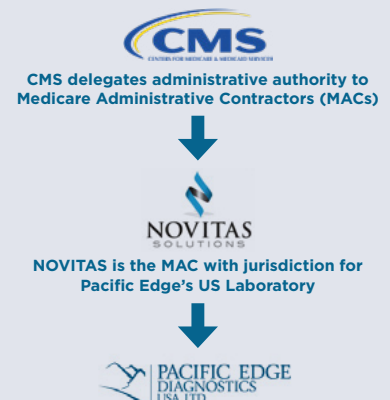 CMS
CENTERS FOR MEDICARE & MEDICAID SERVICES
CMS delegates administrative authority to
Medicare Administrative Contractors (MACs)
NOVITAS
SOLUTIONS
NOVITAS is the MAC with jurisdiction for
Pacific Edge's US Laboratory
PACIFIC EDGE
DIAGNOSTICS
USA LTD